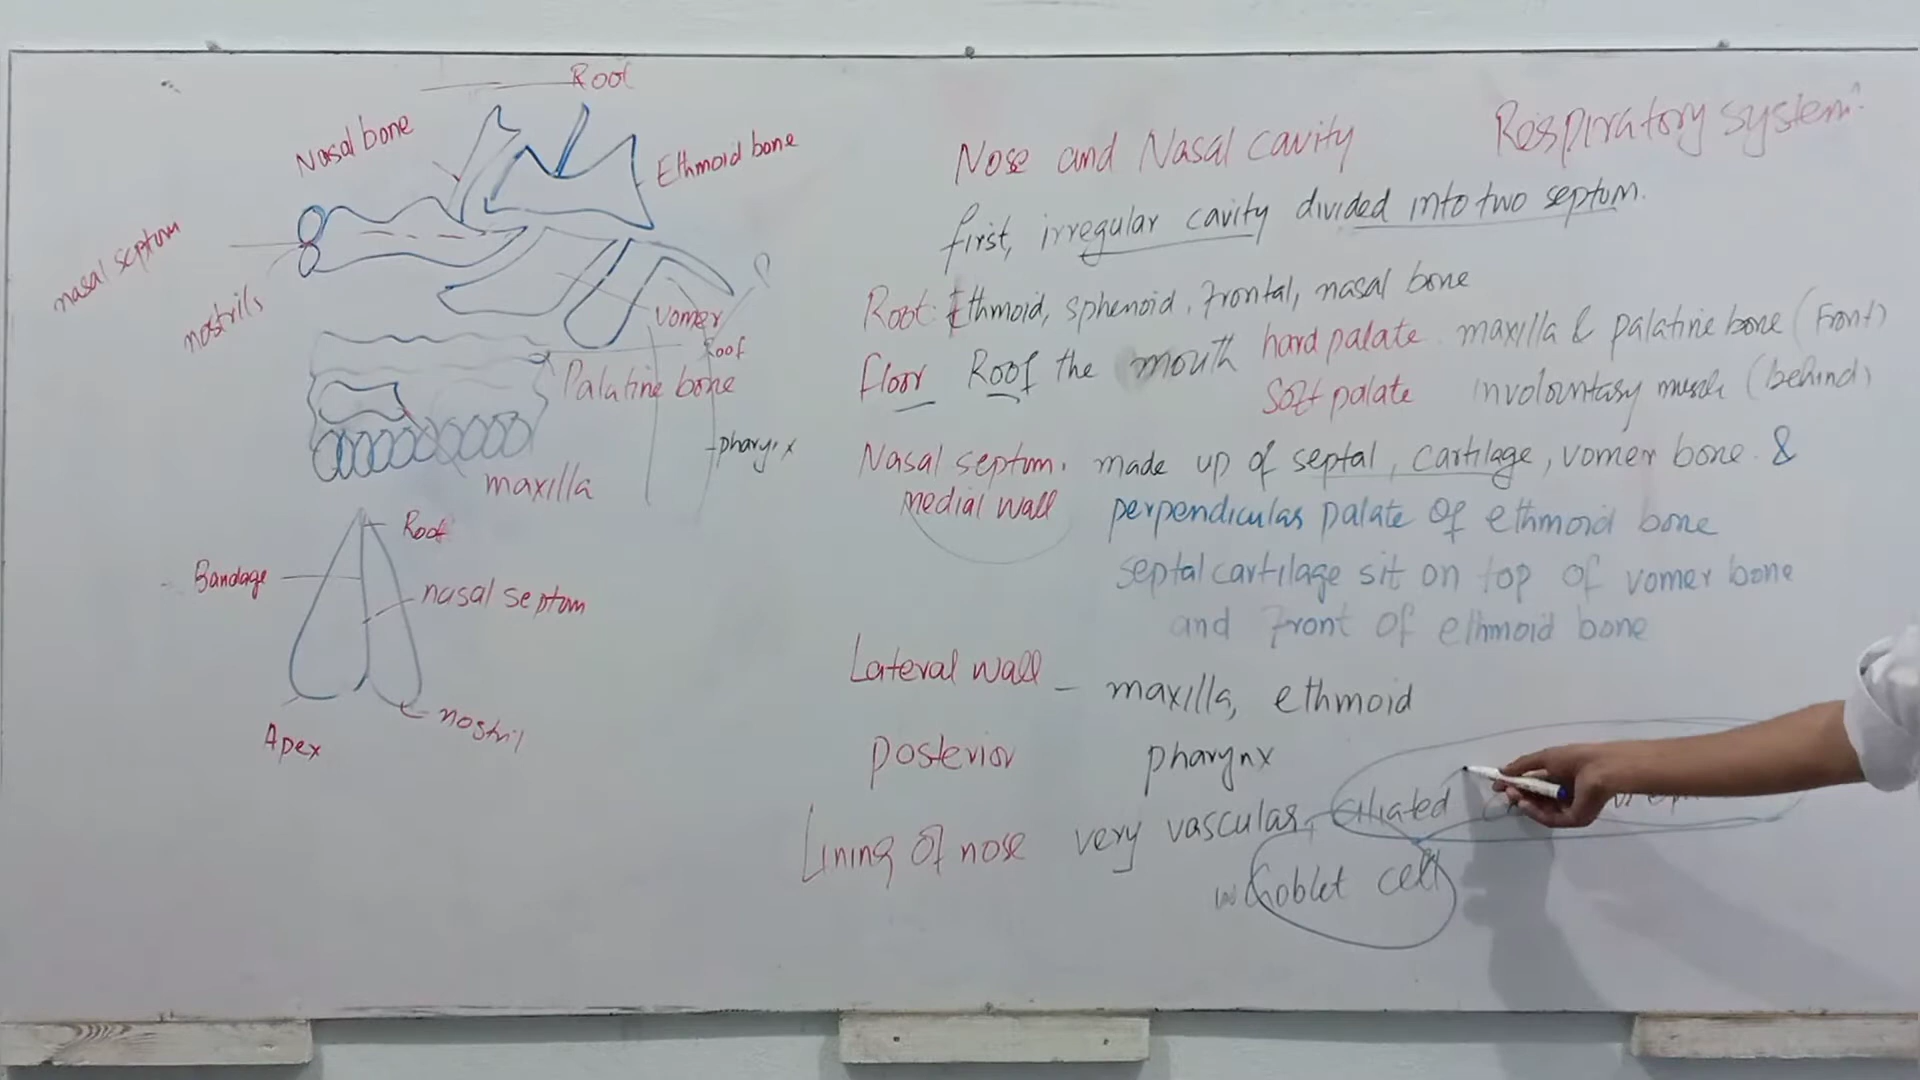 Root
Nasal bone
Ethmoid bone
nasal septum
nostrils
vomer
Roof
Palatine bone
pharynx
maxilla
Root
Bandage
nasal septum
nostril
Apex
Respiratory system
Nose and Nasal cavity
first, irregular cavity divided into two septum.
Root: Ethmoid, sphenoid, frontal, nasal bone
floor Roof the mouth hard palate maxilla & palatine bone (Front)
Soft palate involountasy muscle (behind)
Nasal septum. made up of septal, cartilage, vomer bone &
medial wall perpendiculas palate of ethmoid bone
septal cartilage sit on top of vomer bone
and front of ethmoid bone
Lateral wall - maxilla, ethmoid
posterior pharynx
Lining of nose very vasculas, ciliated
Goblet cell